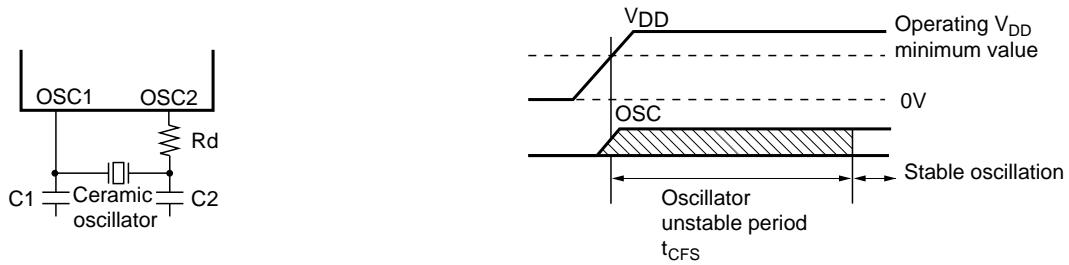 OSC1 OSC2
Rd
C1 Ceramic C2
oscillator
VDD
Operating VDD
minimum value
0V
OSC
Stable oscillation
Oscillator
unstable period
tCFS